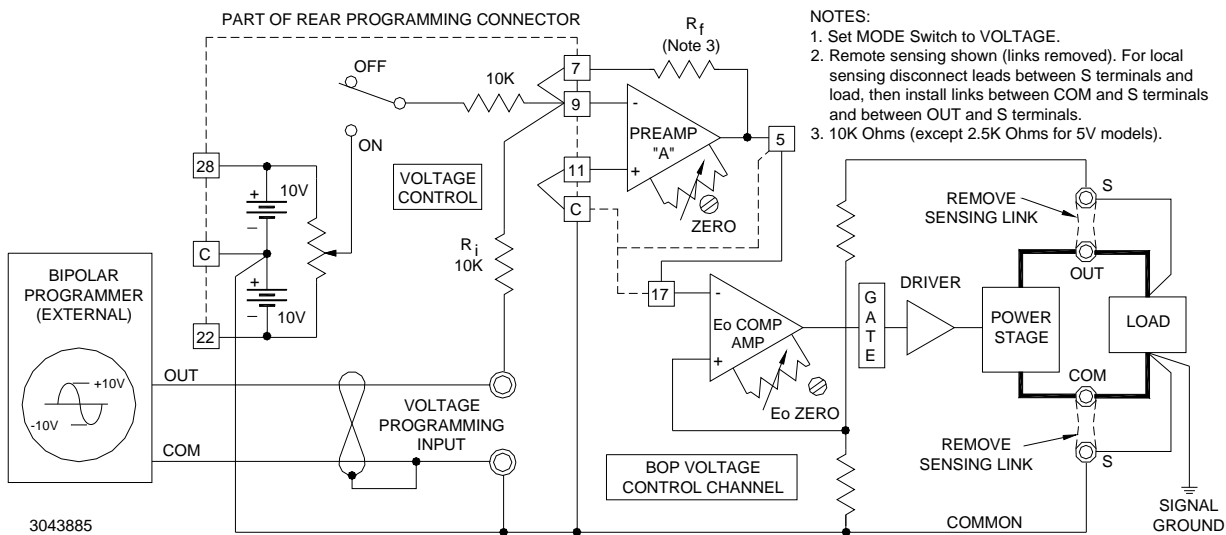 PART OF REAR PROGRAMMING CONNECTOR
NOTES:
1. Set MODE Switch to VOLTAGE.
2. Remote sensing shown (links removed). For local
sensing disconnect leads between S terminals and
load, then install links between COM and S terminals
and between OUT and S terminals.
3. 10K Ohms (except 2.5K Ohms for 5V models).
Rf
(Note 3)
OFF
10K
7
9
-
PREAMP
"A"
+
11
C
5
ZERO
ON
28
+
10V
–
C
+
10V
–
22
VOLTAGE
CONTROL
Ri
10K
BIPOLAR
PROGRAMMER
(EXTERNAL)
+10V
-10V
OUT
COM
VOLTAGE
PROGRAMMING
INPUT
17
-
Eo COMP
AMP
+
Eo ZERO
GATE
DRIVER
POWER
STAGE
REMOVE
SENSING LINK
S
OUT
LOAD
COM
REMOVE
SENSING LINK
S
BOP VOLTAGE
CONTROL CHANNEL
COMMON
SIGNAL
GROUND
3043885